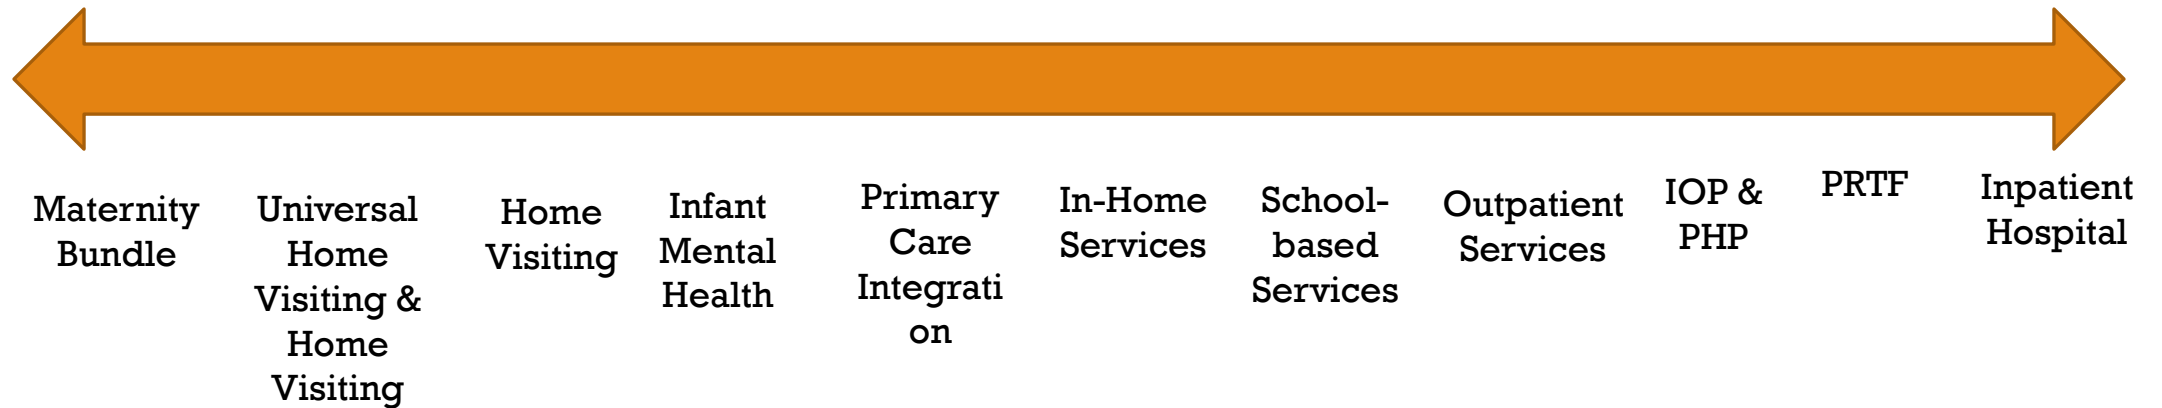 Maternity
Bundle
Universal
Home
Visiting &
Home
Visiting
Home
Visiting
Infant
Mental
Health
Primary
Care
Integrati
on
In-Home
Services
School-
based
Services
Outpatient
Services
IOP &
PHP
PRTF
Inpatient
Hospital